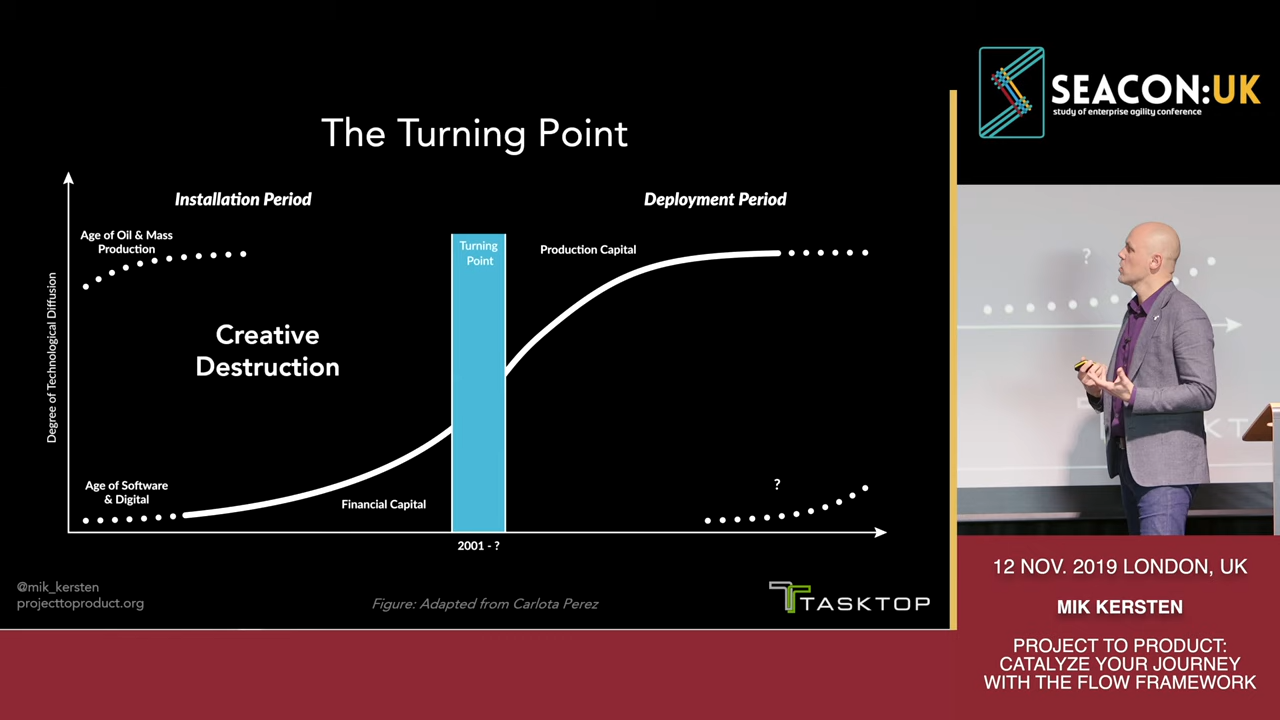 The Turning Point
Installation Period
Deployment Period
Age of Oil & Mass
Production
Turning
Point
Production Capital
Creative
Destruction
Degree of Technological Diffusion
Age of Software
& Digital
Financial Capital
?
2001 - ?
@mik_kersten
projecttoproduct.org
Figure: Adapted from Carlota Perez
TASKTOP
SEACON:UK
study of enterprise agility conference
?
KT
12 NOV. 2019 LONDON, UK
MIK KERSTEN
PROJECT TO PRODUCT:
CATALYZE YOUR JOURNEY
WITH THE FLOW FRAMEWORK